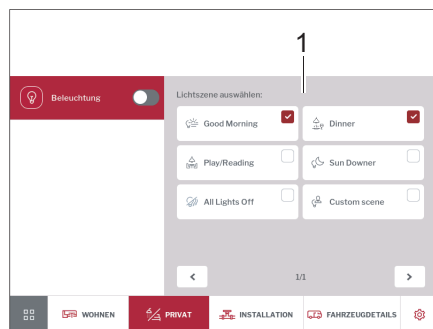 1
Beleuchtung
Lichtszene auswählen:
Good Morning
Dinner
Play/Reading
Sun Downer
All Lights Off
Custom scene
1/1
WOHNEN
PRIVAT
INSTALLATION
FAHRZEUGDETAILS